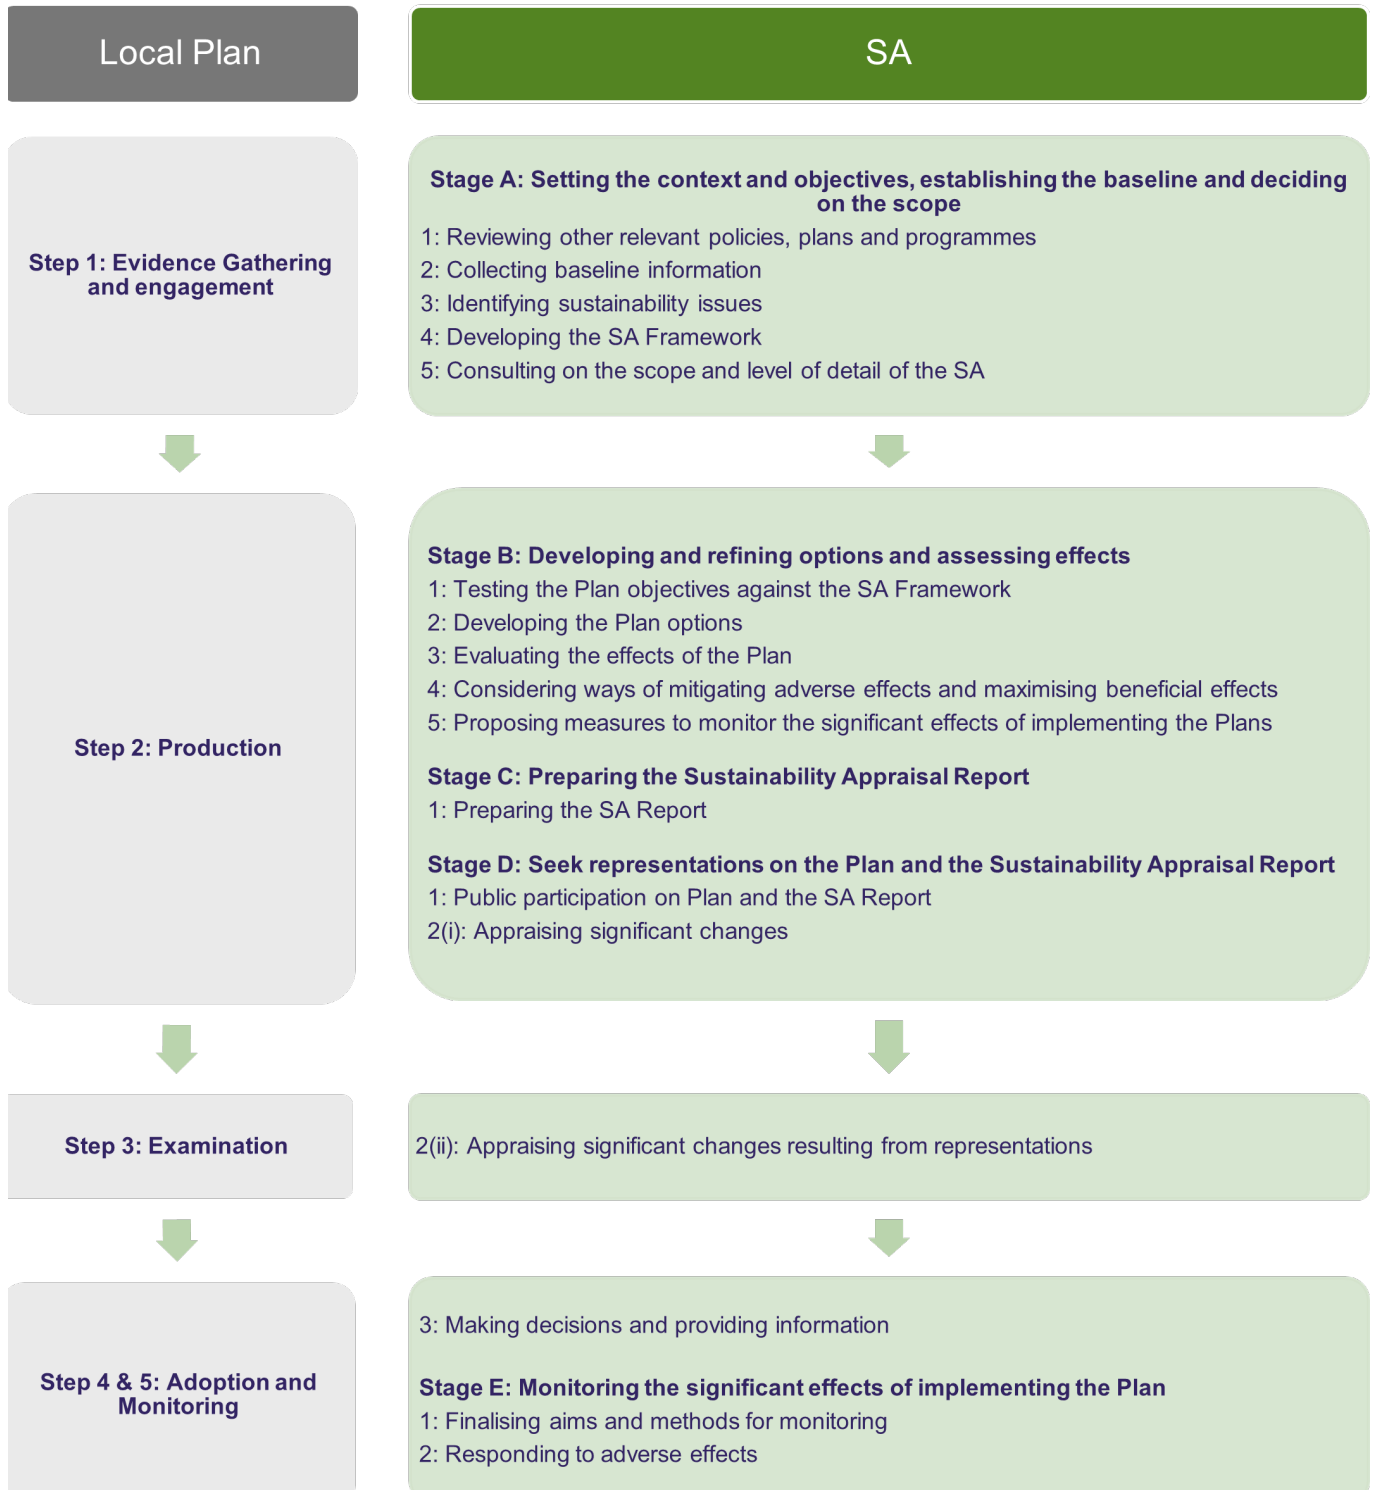 Local Plan
SA
Step 1: Evidence Gathering
and engagement
Stage A: Setting the context and objectives, establishing the baseline and deciding
on the scope
1: Reviewing other relevant policies, plans and programmes
2: Collecting baseline information
3: Identifying sustainability issues
4: Developing the SA Framework
5: Consulting on the scope and level of detail of the SA
Step 2: Production
Stage B: Developing and refining options and assessing effects
1: Testing the Plan objectives against the SA Framework
2: Developing the Plan options
3: Evaluating the effects of the Plan
4: Considering ways of mitigating adverse effects and maximising beneficial effects
5: Proposing measures to monitor the significant effects of implementing the Plans
Stage C: Preparing the Sustainability Appraisal Report
1: Preparing the SA Report
Stage D: Seek representations on the Plan and the Sustainability Appraisal Report
1: Public participation on Plan and the SA Report
2(i): Appraising significant changes
Step 3: Examination
2(ii): Appraising significant changes resulting from representations
Step 4 & 5: Adoption and
Monitoring
3: Making decisions and providing information
Stage E: Monitoring the significant effects of implementing the Plan
1: Finalising aims and methods for monitoring
2: Responding to adverse effects